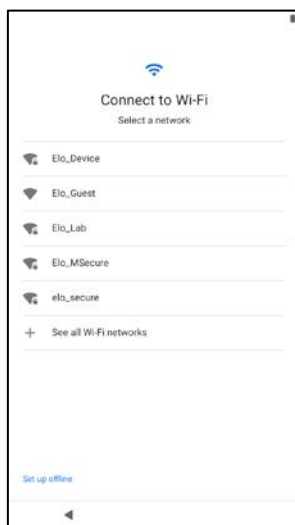 Connect to Wi-Fi
Select a network
Elo_Device
Elo_Guest
Elo_Lab
Elo_MSecure
elo_secure
See all Wi-Fi networks
Set up offline